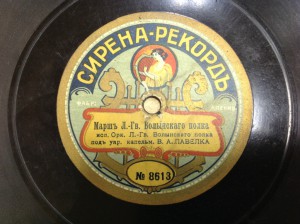 СИРЕНА-РЕКОРДЪ
Маршъ Л.-Гв. Волынскаго полка
исп. Орк. Л.-Гв. Волынскаго полка
подъ упр. капельм. В. А. ПАВЕЛКА
№ 8613